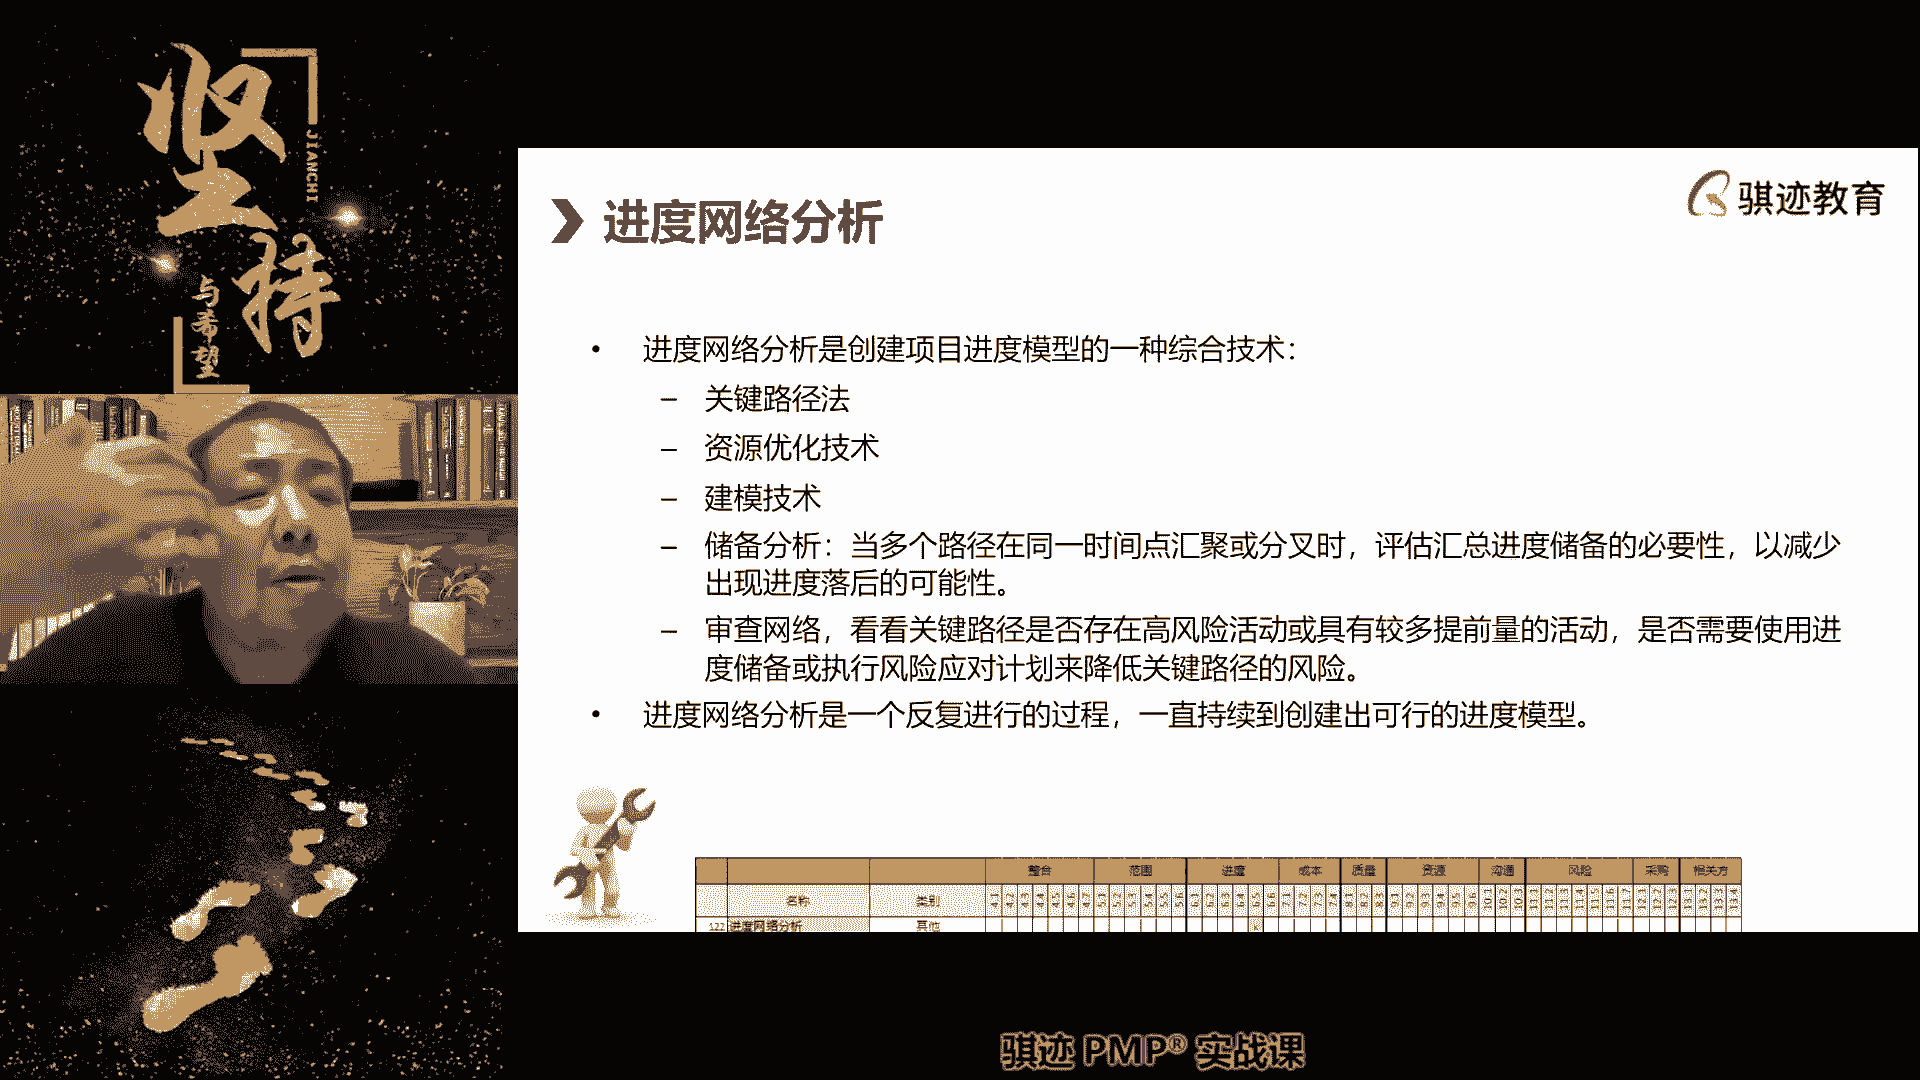 坚持
JIANCHI
与希望
骐迹教育
进度网络分析
• 进度网络分析是创建项目进度模型的一种综合技术：
– 关键路径法
– 资源优化技术
– 建模技术
– 储备分析：当多个路径在同一时间点汇聚或分叉时，评估汇总进度储备的必要性，以减少
出现进度落后的可能性。
– 审查网络，看看关键路径是否存在高风险活动或具有较多提前量的活动，是否需要使用进
度储备或执行风险应对计划来降低关键路径的风险。
• 进度网络分析是一个反复进行的过程，一直持续到创建出可行的进度模型。
整合 范围 进度 成本 质量 资源 沟通 风险 采购 相关方
名称 类别
122 进度网络分析 其他
骐迹 PMP® 实战课